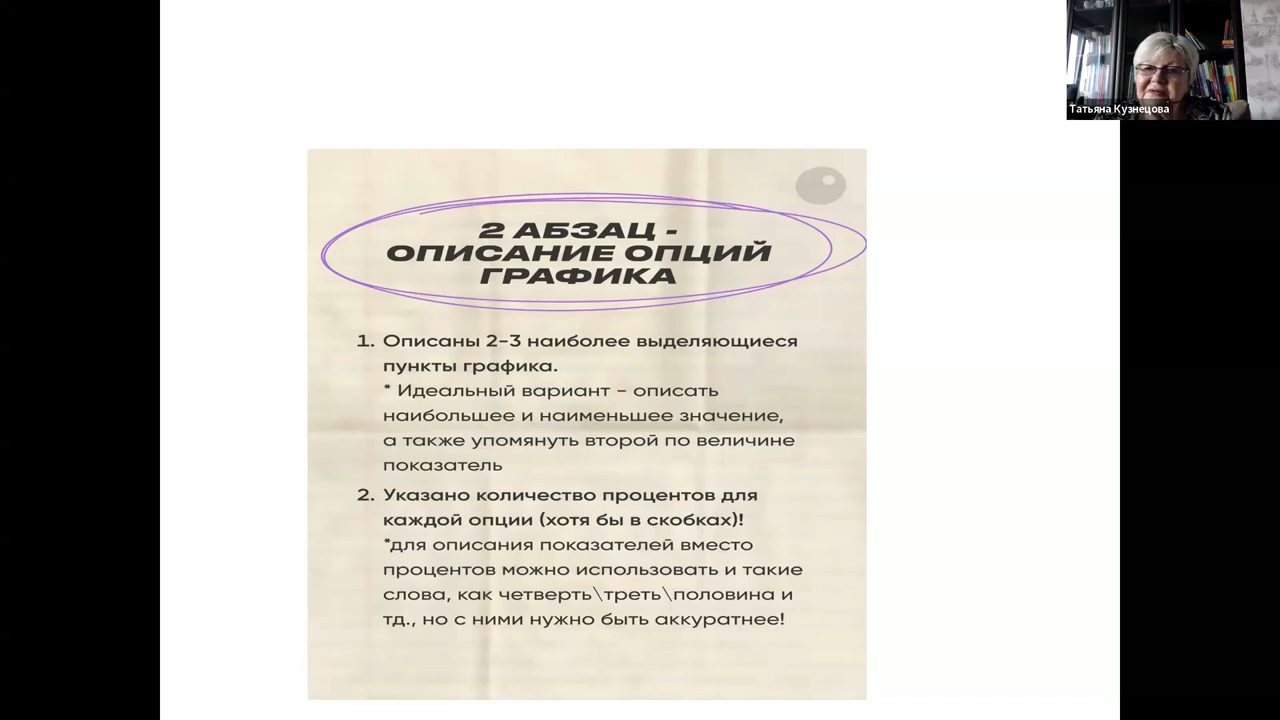 Татьяна Кузнецова
2 АБЗАЦ -
ОПИСАНИЕ ОПЦИЙ
ГРАФИКА
1. Описаны 2-3 наиболее выделяющиеся
пункты графика.
* Идеальный вариант - описать
наибольшее и наименьшее значение,
а также упомянуть второй по величине
показатель
2. Указано количество процентов для
каждой опции (хотя бы в скобках)!
*для описания показателей вместо
процентов можно использовать и такие
слова, как четверть\треть\половина и
тд., но с ними нужно быть аккуратнее!